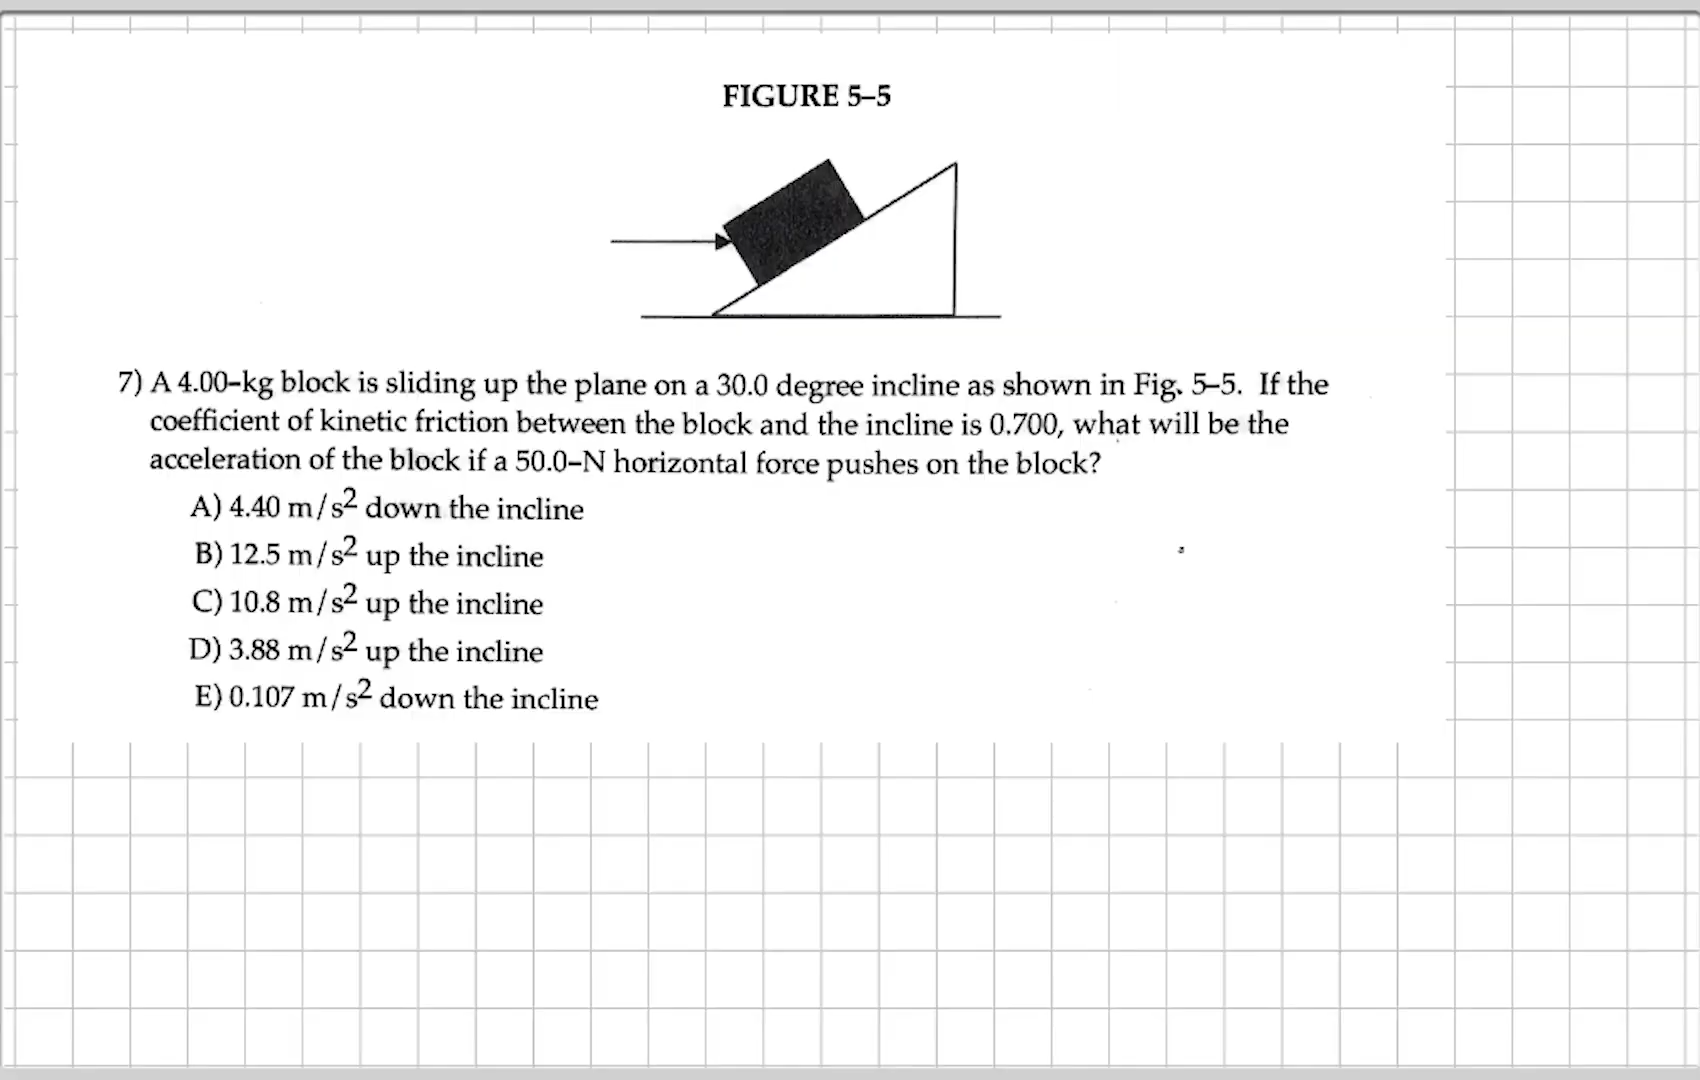 FIGURE 5–5
7) A 4.00–kg block is sliding up the plane on a 30.0 degree incline as shown in Fig. 5–5. If the
coefficient of kinetic friction between the block and the incline is 0.700, what will be the
acceleration of the block if a 50.0–N horizontal force pushes on the block?
A) 4.40 m/s² down the incline
B) 12.5 m/s² up the incline
C) 10.8 m/s² up the incline
D) 3.88 m/s² up the incline
E) 0.107 m/s² down the incline